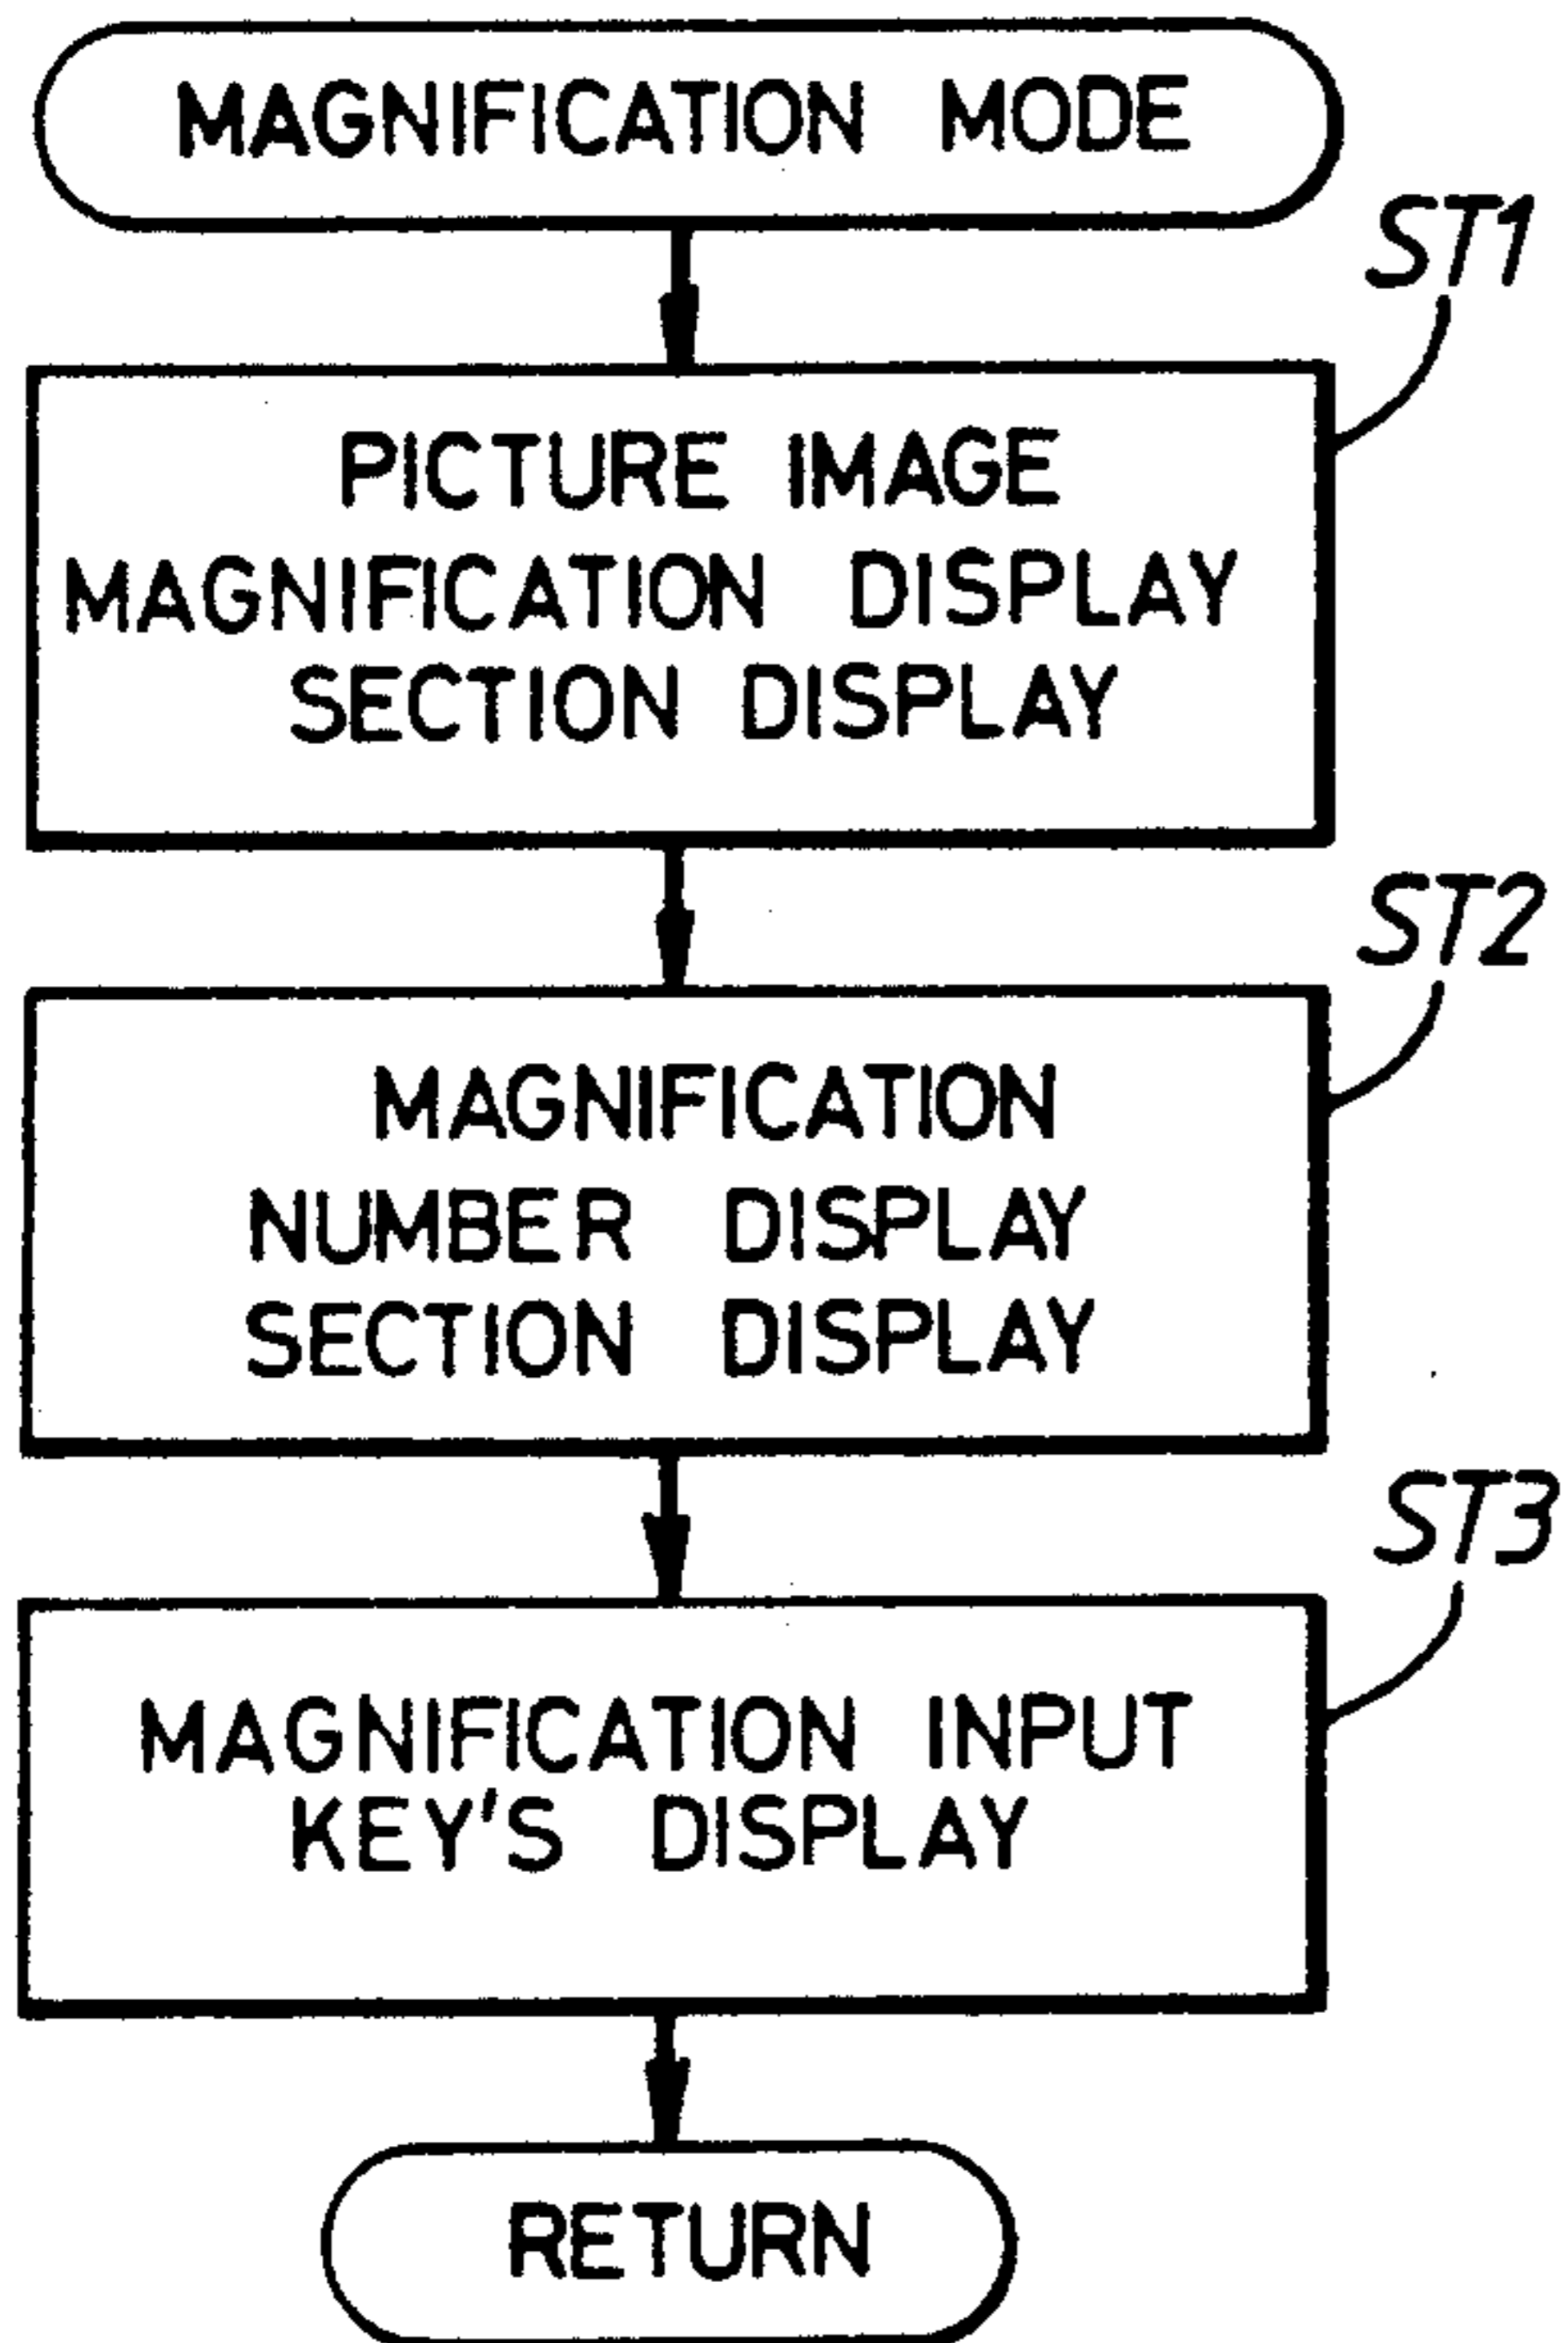 MAGNIFICATION MODE
ST1
PICTURE IMAGE
MAGNIFICATION DISPLAY
SECTION DISPLAY
ST2
MAGNIFICATION
NUMBER DISPLAY
SECTION DISPLAY
ST3
MAGNIFICATION INPUT
KEY'S DISPLAY
RETURN